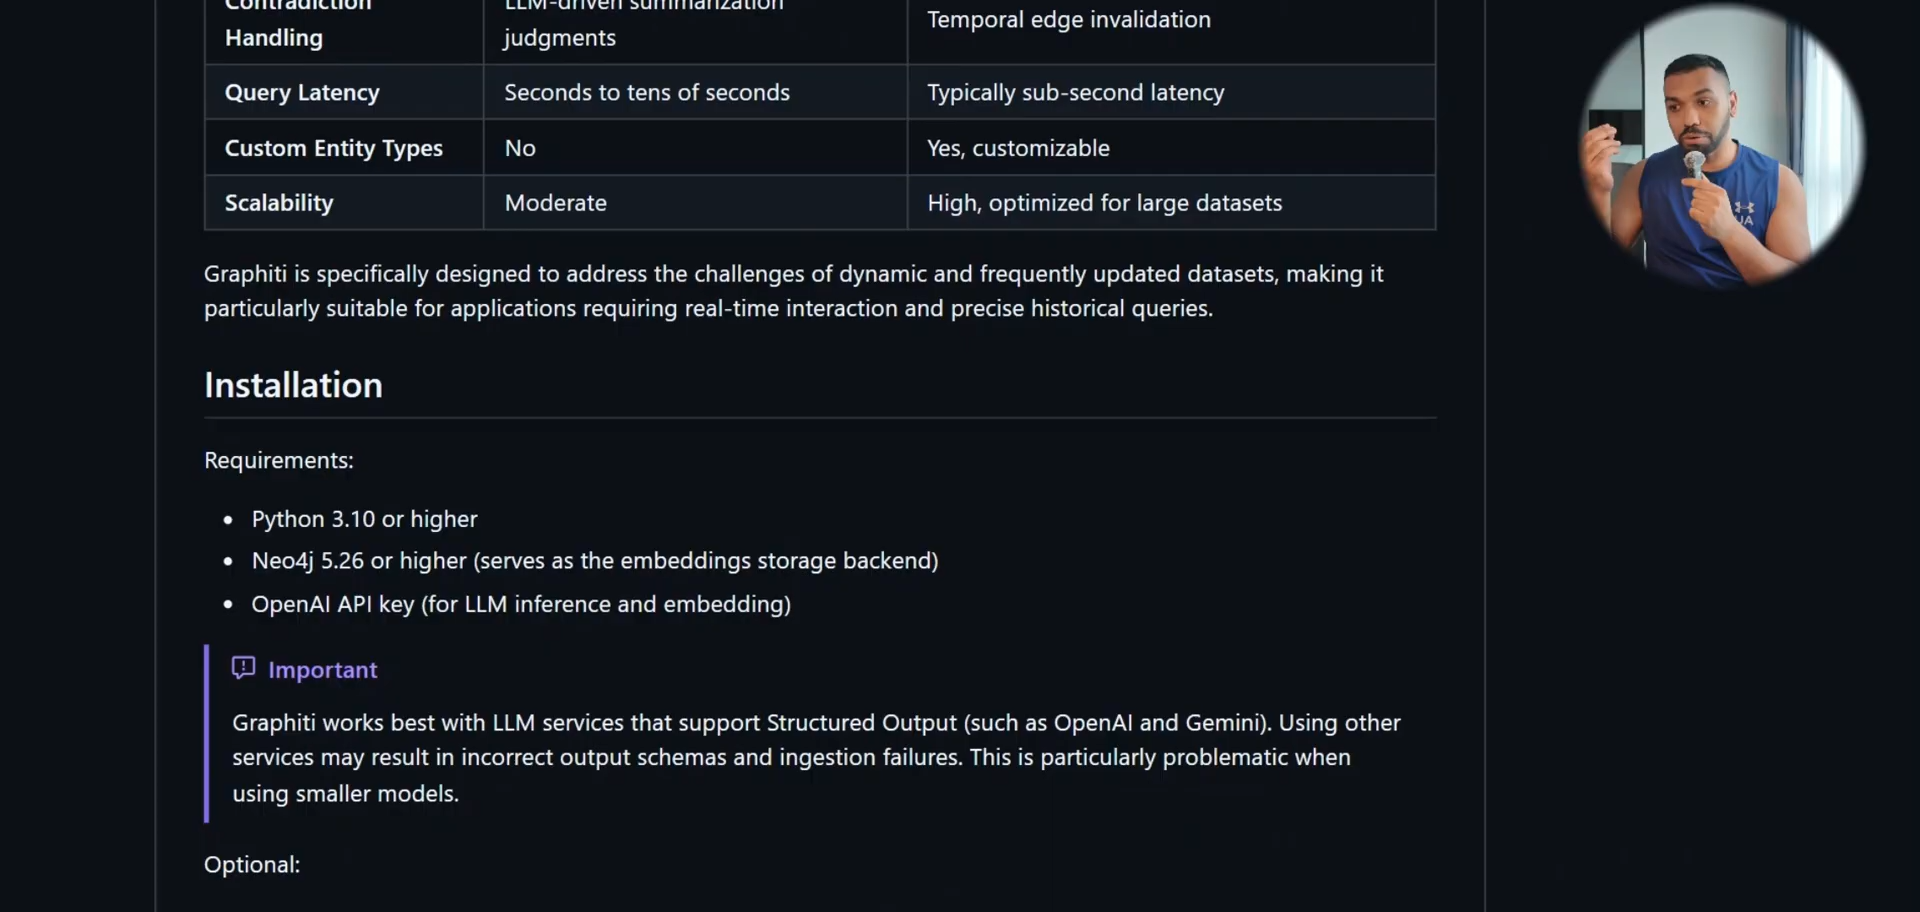 Contradiction
Handling
LLM-driven summarization
judgments
Temporal edge invalidation
Query Latency
Seconds to tens of seconds
Typically sub-second latency
Custom Entity Types
No
Yes, customizable
Scalability
Moderate
High, optimized for large datasets
Graphiti is specifically designed to address the challenges of dynamic and frequently updated datasets, making it
particularly suitable for applications requiring real-time interaction and precise historical queries.
Installation
Requirements:
• Python 3.10 or higher
• Neo4j 5.26 or higher (serves as the embeddings storage backend)
• OpenAI API key (for LLM inference and embedding)
Important
Graphiti works best with LLM services that support Structured Output (such as OpenAI and Gemini). Using other
services may result in incorrect output schemas and ingestion failures. This is particularly problematic when
using smaller models.
Optional: